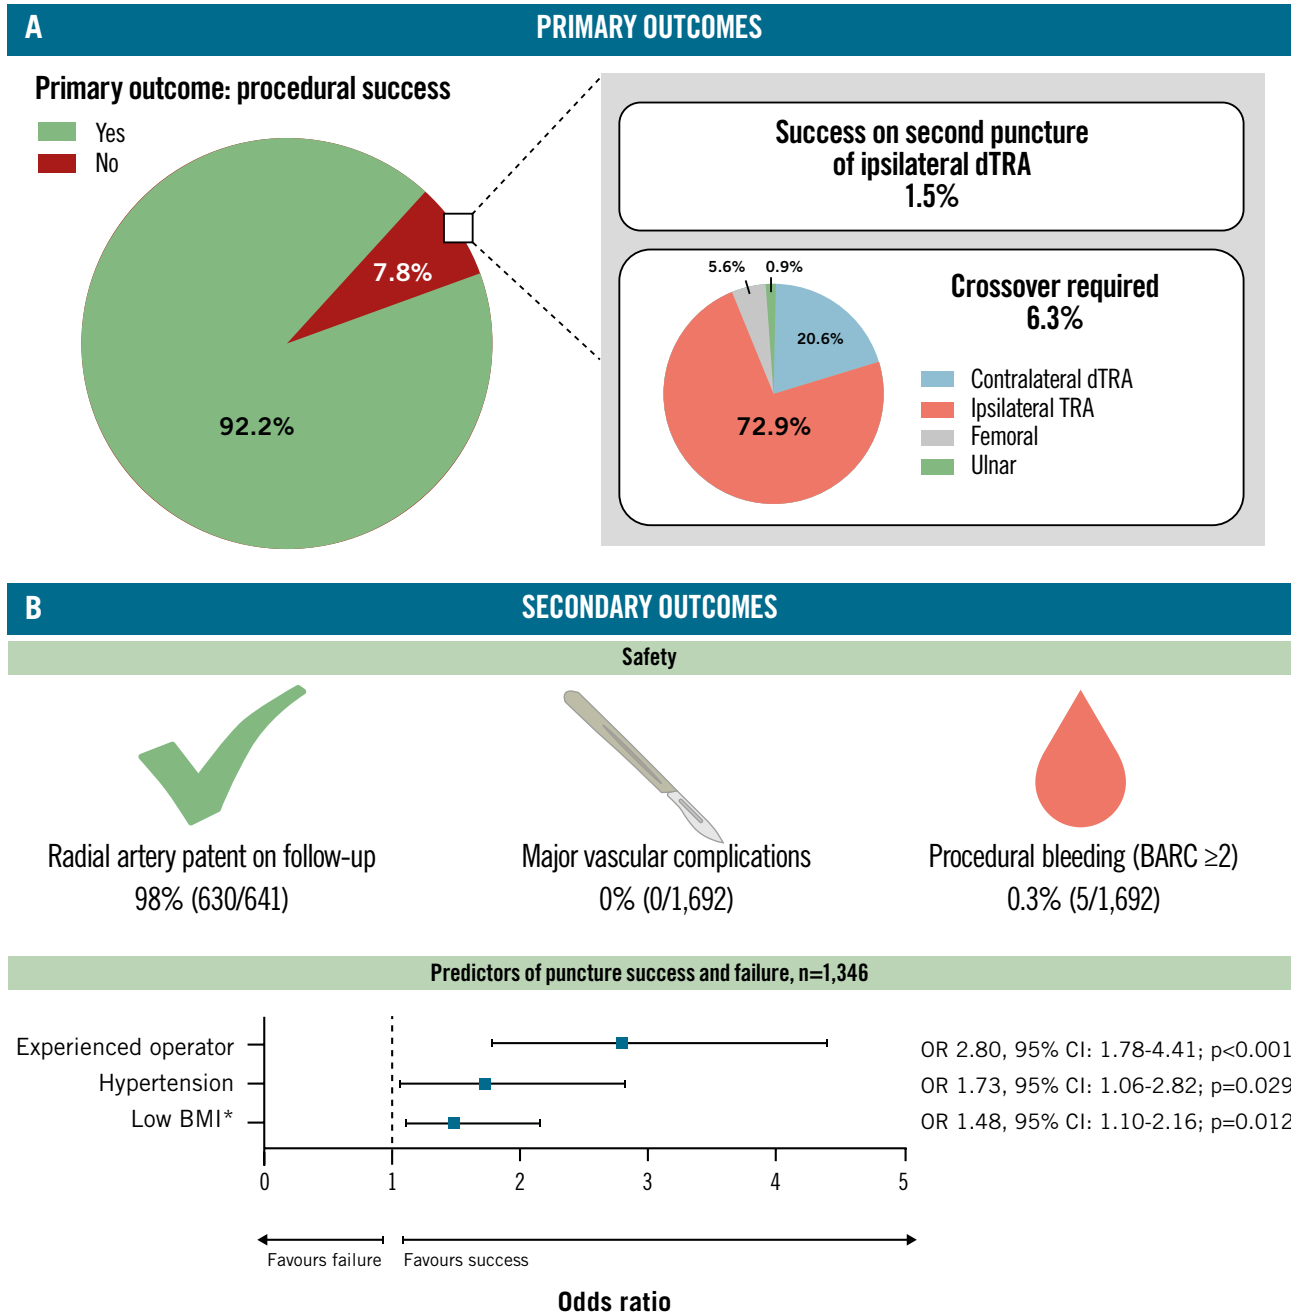 A
PRIMARY OUTCOMES
Primary outcome: procedural success
Yes
No
7.8%
92.2%
Success on second puncture
of ipsilateral dTRA
1.5%
5.6%
0.9%
20.6%
72.9%
Crossover required
6.3%
Contralateral dTRA
Ipsilateral TRA
Femoral
Ulnar
B
SECONDARY OUTCOMES
Safety
Radial artery patent on follow-up
98% (630/641)
Major vascular complications
0% (0/1,692)
Procedural bleeding (BARC ≥2)
0.3% (5/1,692)
Predictors of puncture success and failure, n=1,346
Experienced operator
OR 2.80, 95% CI: 1.78-4.41; p<0.001
Hypertension
OR 1.73, 95% CI: 1.06-2.82; p=0.029
Low BMI*
OR 1.48, 95% CI: 1.10-2.16; p=0.012
0 1 2 3 4 5
Favours failure
Favours success
Odds ratio